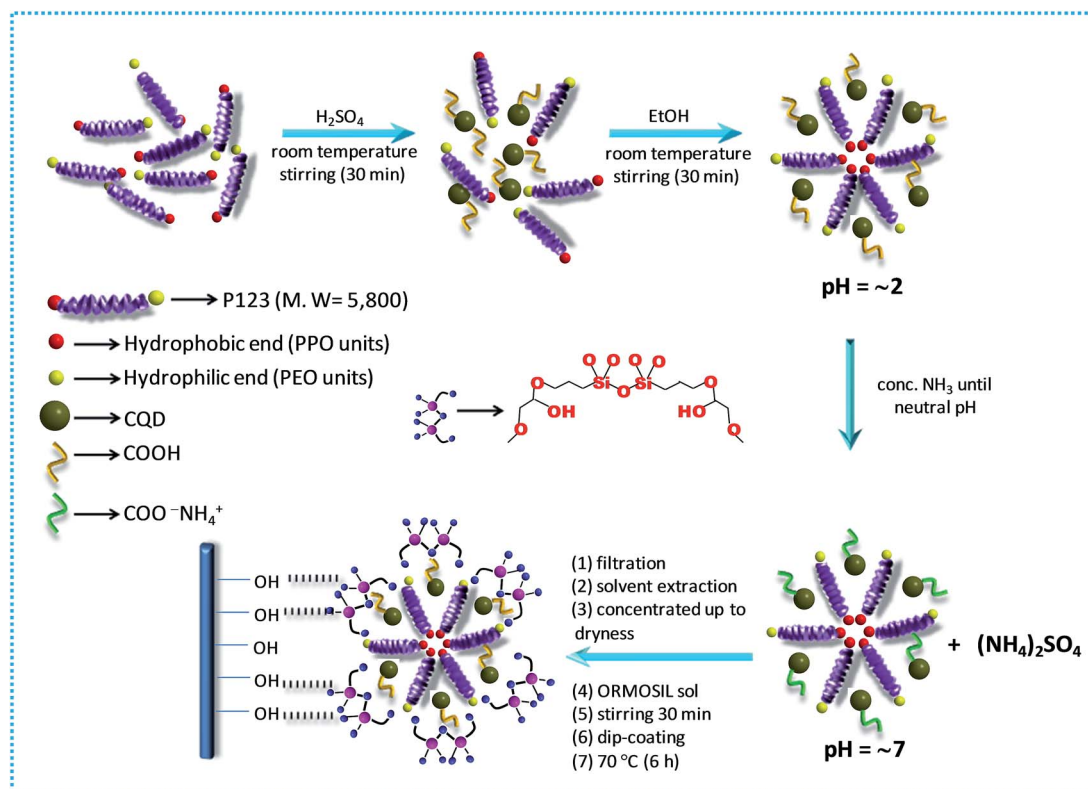 H₂SO₄
room temperature
stirring (30 min)
EtOH
room temperature
stirring (30 min)
pH = ~2
P123 (M. W= 5,800)
Hydrophobic end (PPO units)
Hydrophilic end (PEO units)
CQD
COOH
COO ⁻NH₄⁺
O O O O
O Si O Si O
OH HO
O O
conc. NH₃ until
neutral pH
OH
OH
OH
OH
OH
(1) filtration
(2) solvent extraction
(3) concentrated up to
dryness
(4) ORMOSIL sol
(5) stirring 30 min
(6) dip-coating
(7) 70 °C (6 h)
+ (NH₄)₂SO₄
pH = ~7